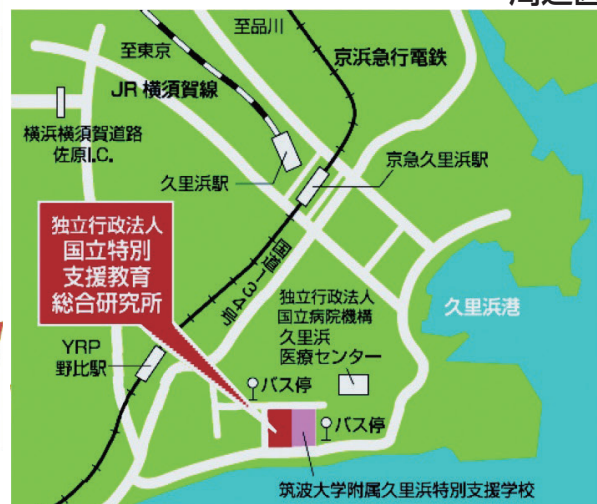 至品川
至東京
京浜急行電鉄
JR横須賀線
横浜横須賀道路
佐原I.C.
久里浜駅
京急久里浜駅
独立行政法人
国立特別
支援教育
総合研究所
国道134号
独立行政法人
国立病院機構
久里浜
医療センター
久里浜港
YRP
野比駅
バス停
バス停
筑波大学附属久里浜特別支援学校